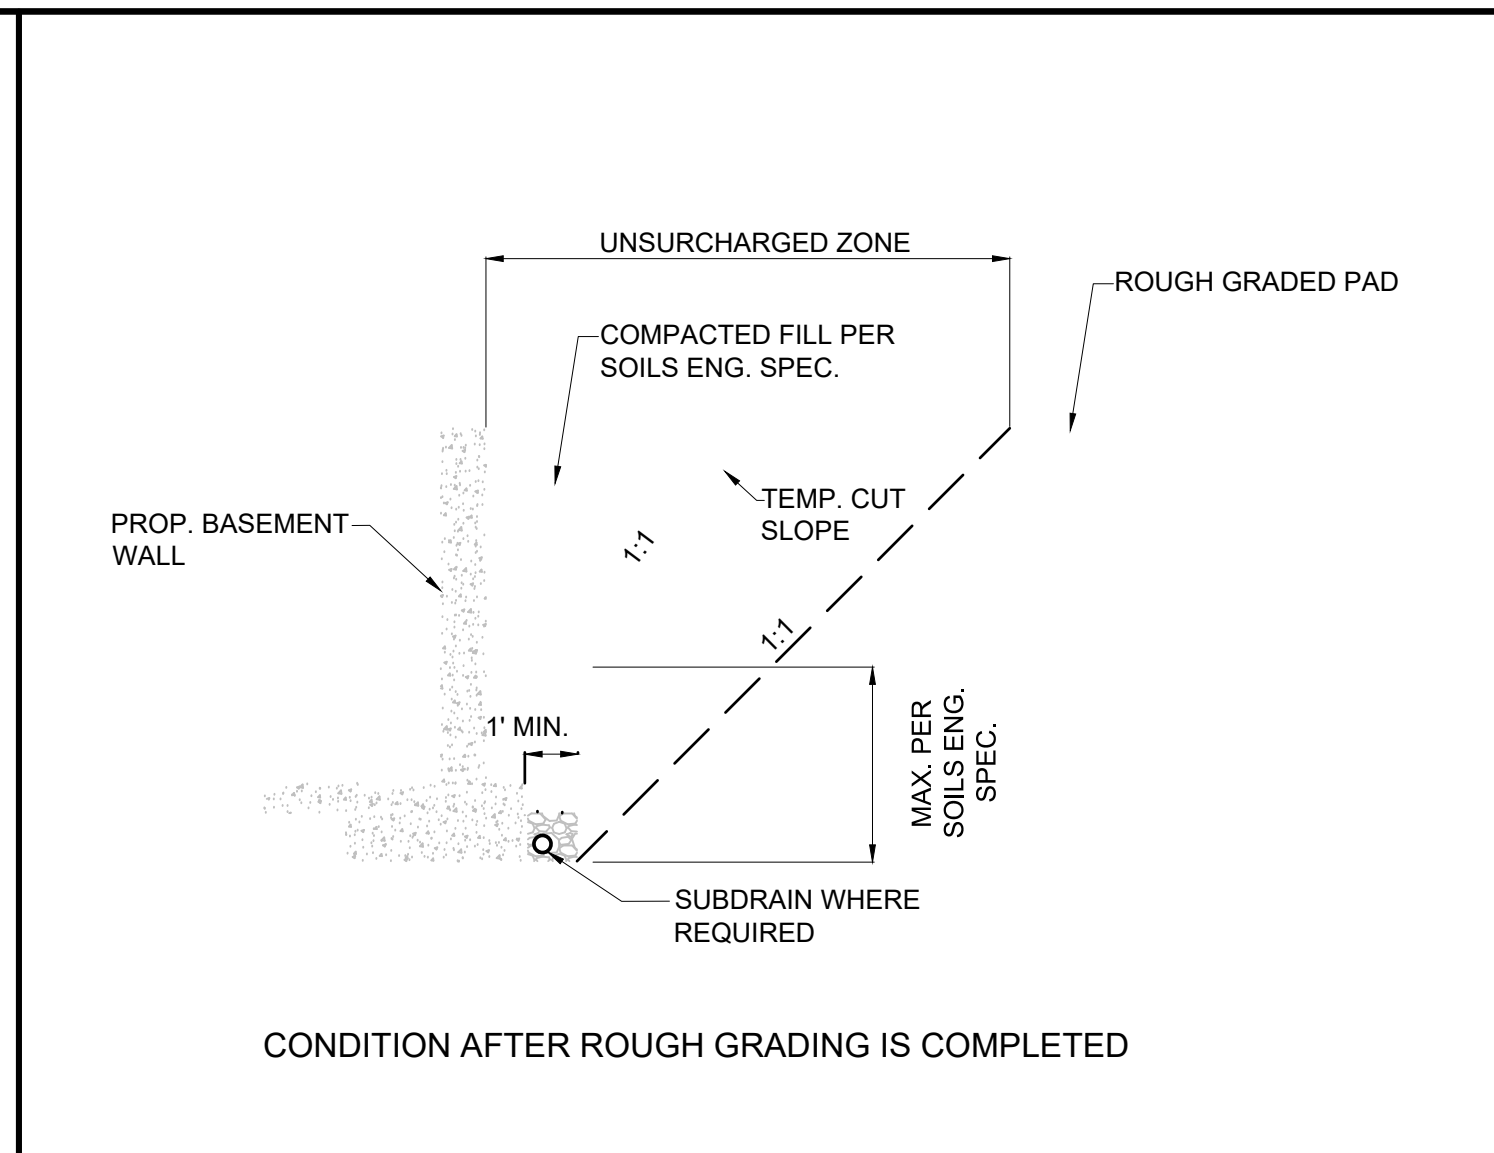 UNSURCHARGED ZONE
ROUGH GRADED PAD
COMPACTED FILL PER
SOILS ENG. SPEC.
TEMP. CUT
SLOPE
PROP. BASEMENT
WALL
1:1
1:1
1' MIN.
MAX. PER
SOILS ENG.
SPEC.
SUBDRAIN WHERE
REQUIRED
CONDITION AFTER ROUGH GRADING IS COMPLETED